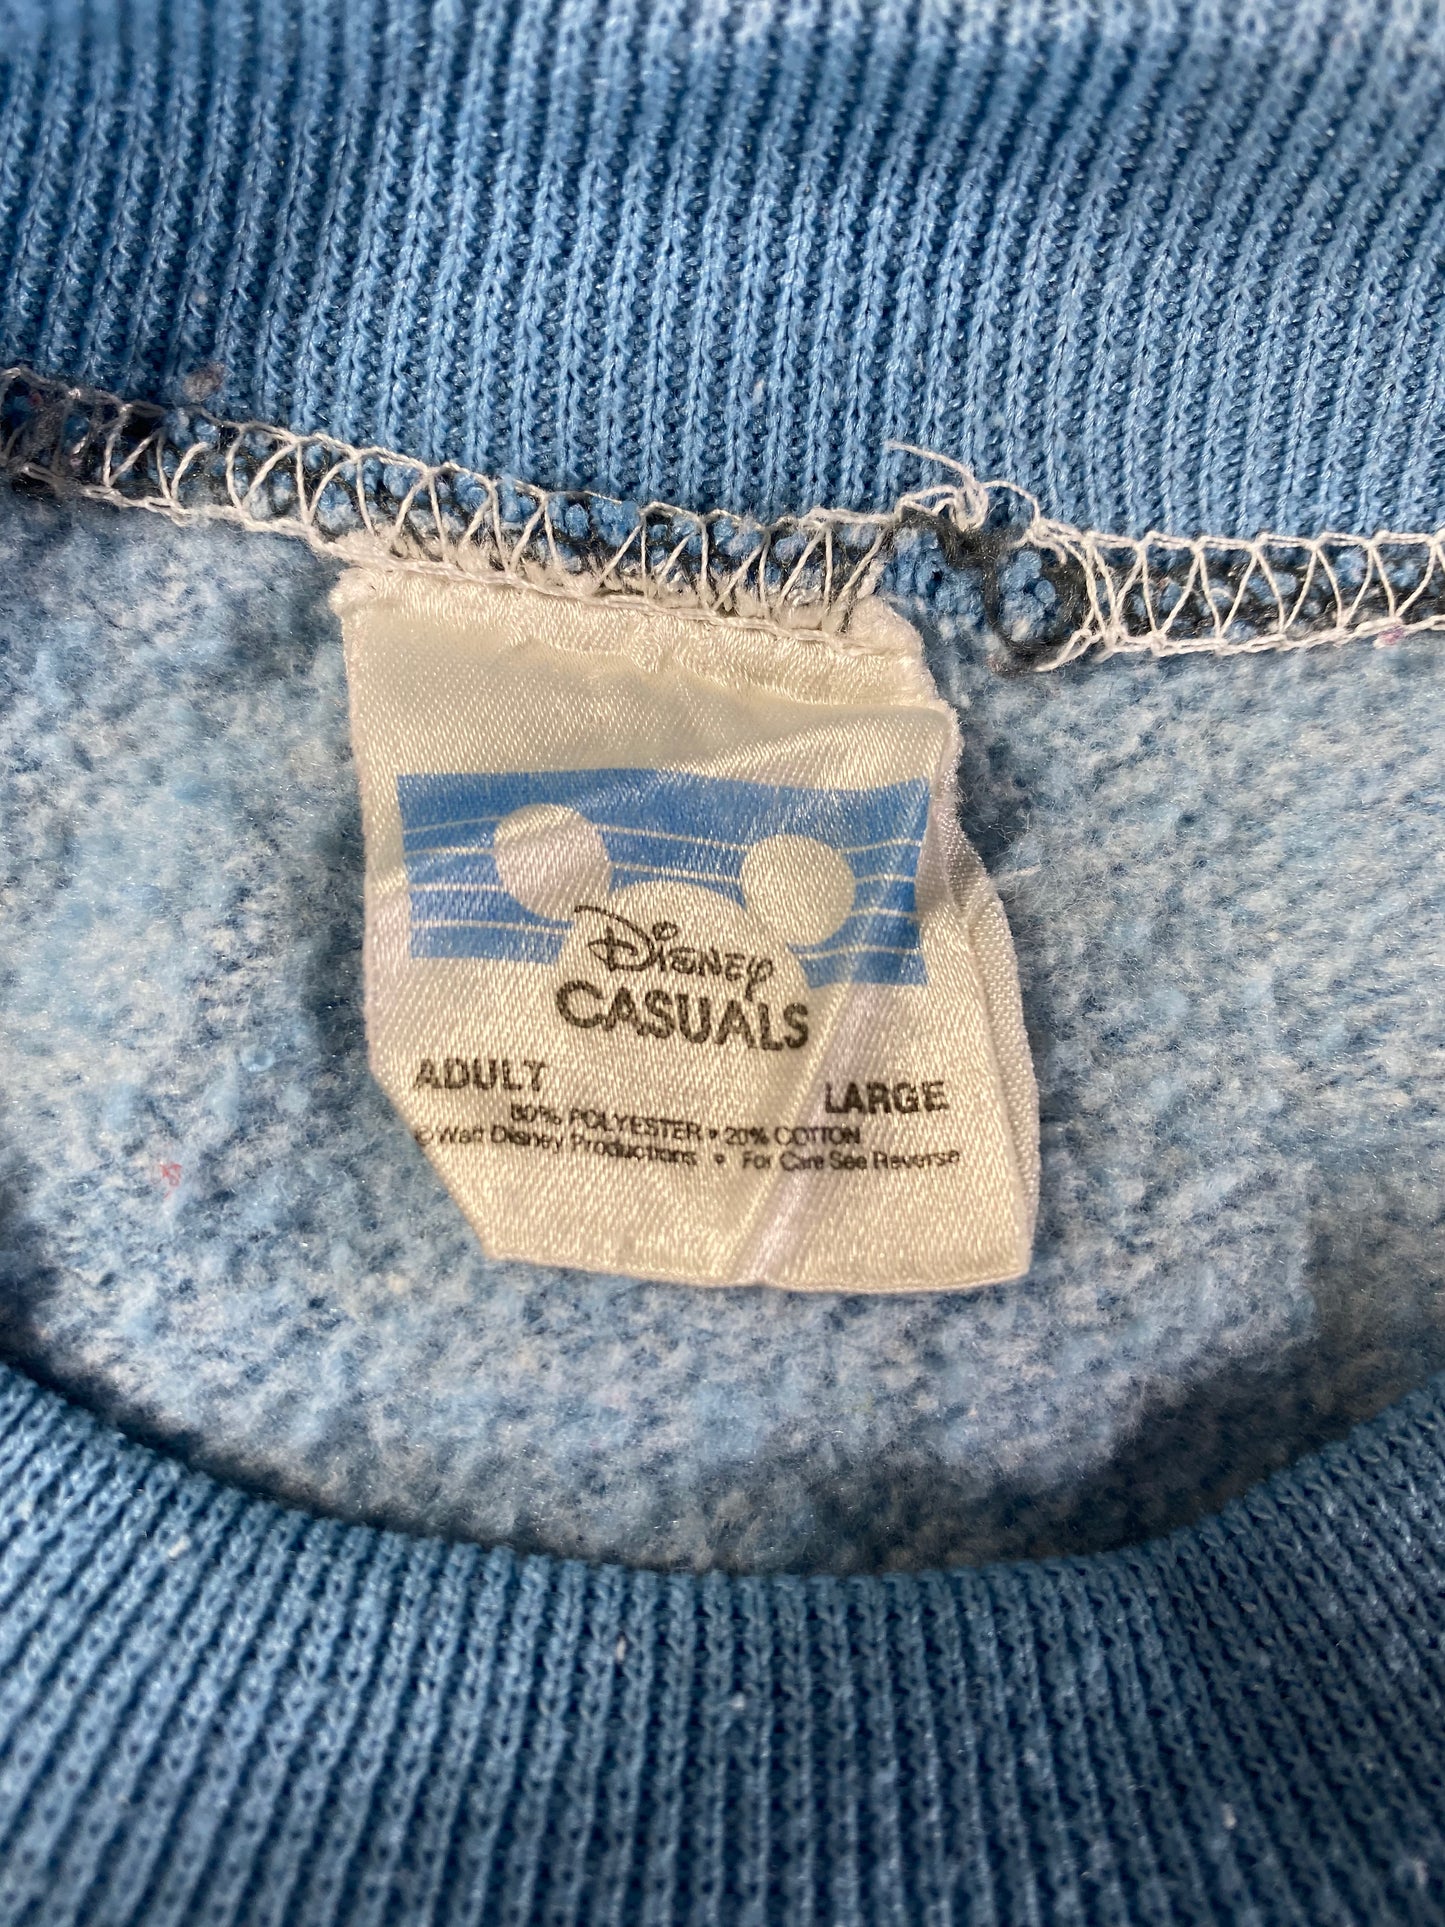 Disney
CASUALS
ADULT LARGE
80% POLYESTER • 20% COTTON
© Walt Disney Productions • For Care See Reverse